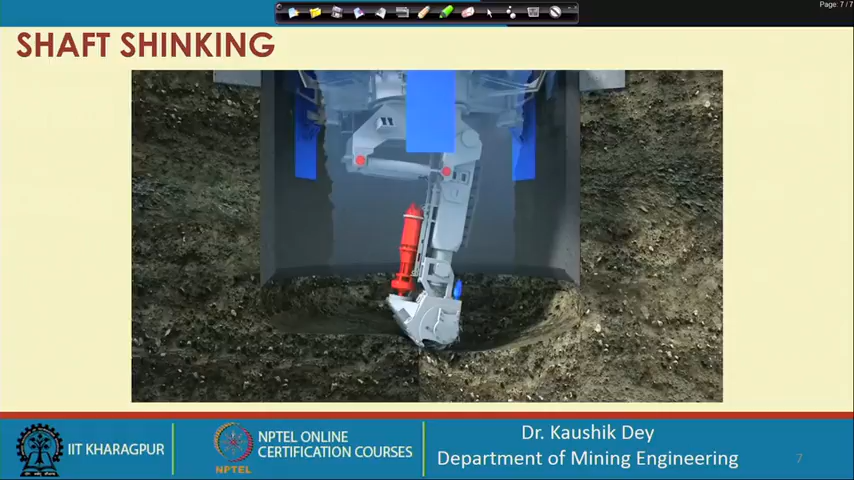 Page: 7 / 7
SHAFT SHINKING
IIT KHARAGPUR
NPTEL
NPTEL ONLINE
CERTIFICATION COURSES
Dr. Kaushik Dey
Department of Mining Engineering
7